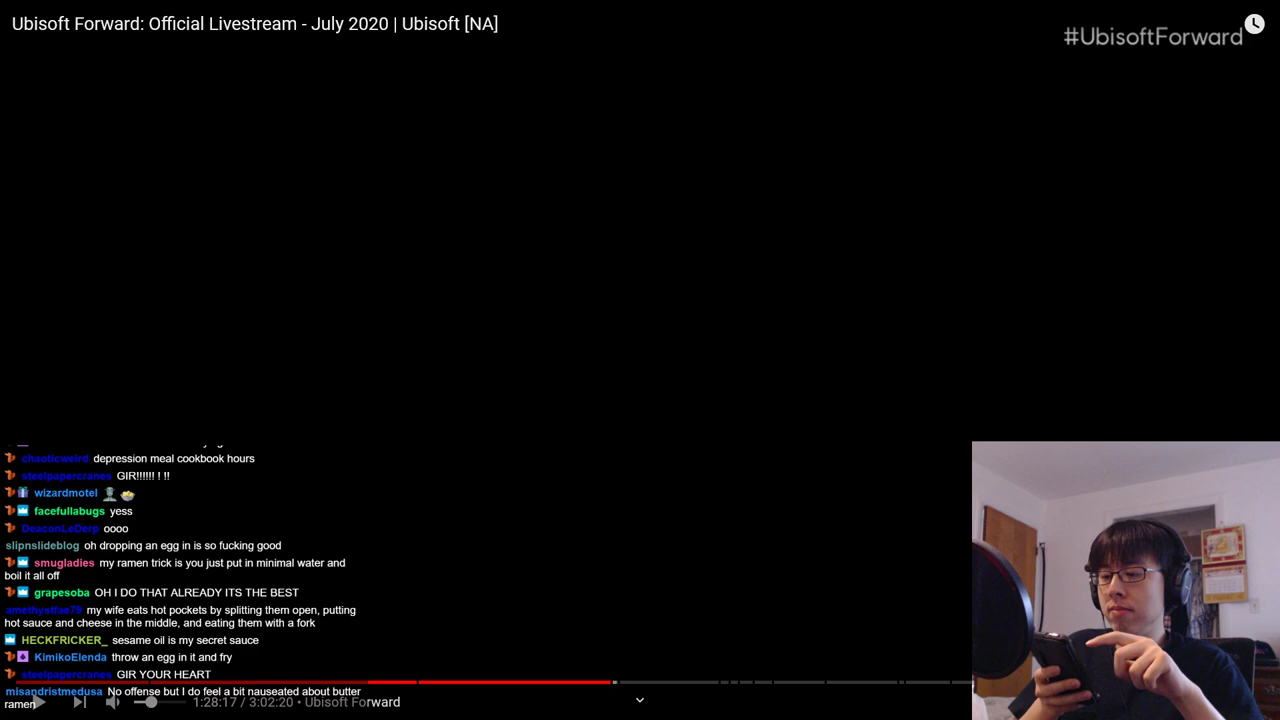 Ubisoft Forward: Official Livestream - July 2020 | Ubisoft [NA]
#UbisoftForward
chaoticweird depression meal cookbook hours
steelpapercranes GIR!!!!!! ! !!
wizardmotel
facefullabugs yess
DeaconLeDerp oooo
slipnslideblog oh dropping an egg in is so fucking good
smugladies my ramen trick is you just put in minimal water and
boil it all off
grapesoba OH I DO THAT ALREADY ITS THE BEST
amethystfae79 my wife eats hot pockets by splitting them open, putting
hot sauce and cheese in the middle, and eating them with a fork
HECKFRICKER_ sesame oil is my secret sauce
KimikoElenda throw an egg in it and fry
steelpapercranes GIR YOUR HEART
misandristmedusa No offense but I do feel a bit nauseated about butter
ramen
1:28:17 / 3:02:20 • Ubisoft Forward